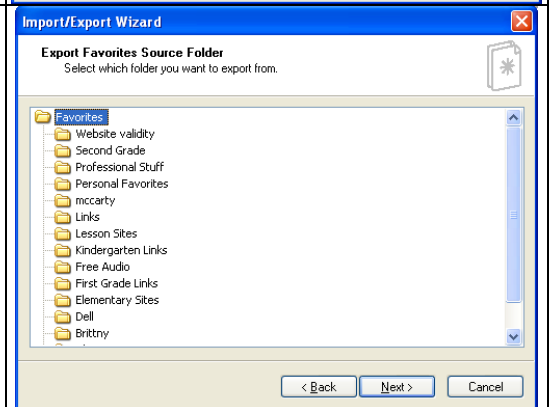 Import/Export Wizard
Export Favorites Source Folder
Select which folder you want to export from.
Favorites
Website validity
Second Grade
Professional Stuff
Personal Favorites
mccarty
Links
Lesson Sites
Kindergarten Links
Free Audio
First Grade Links
Elementary Sites
Dell
Brittny
< Back Next > Cancel